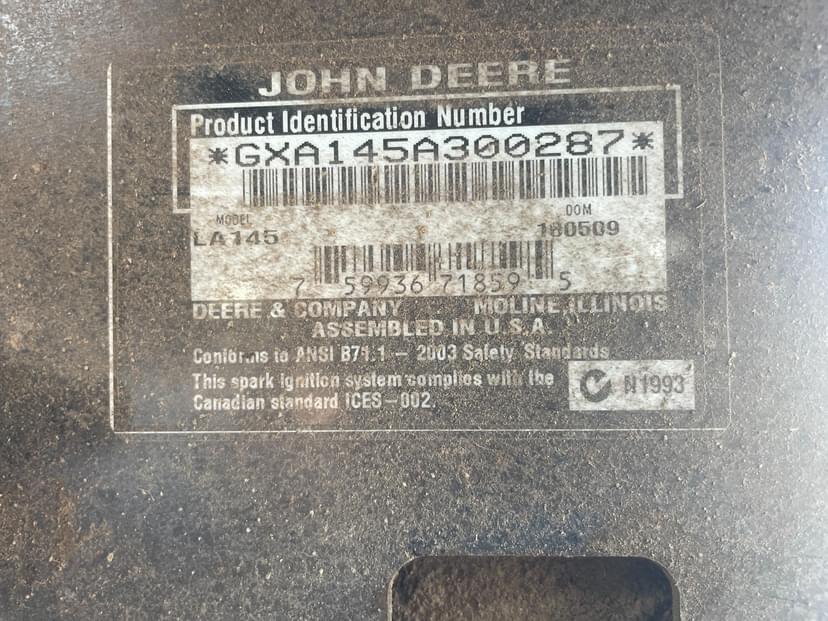 JOHN DEERE
Product Identification Number
*GXA145A300287*
MODEL DOM
LA145 180509
7 59936 71859 5
DEERE & COMPANY MOLINE, ILLINOIS
ASSEMBLED IN U.S.A.
Conforms to ANSI B71.1 - 2003 Safety Standards
This spark ignition system complies with the
Canadian standard ICES-002.
N1993